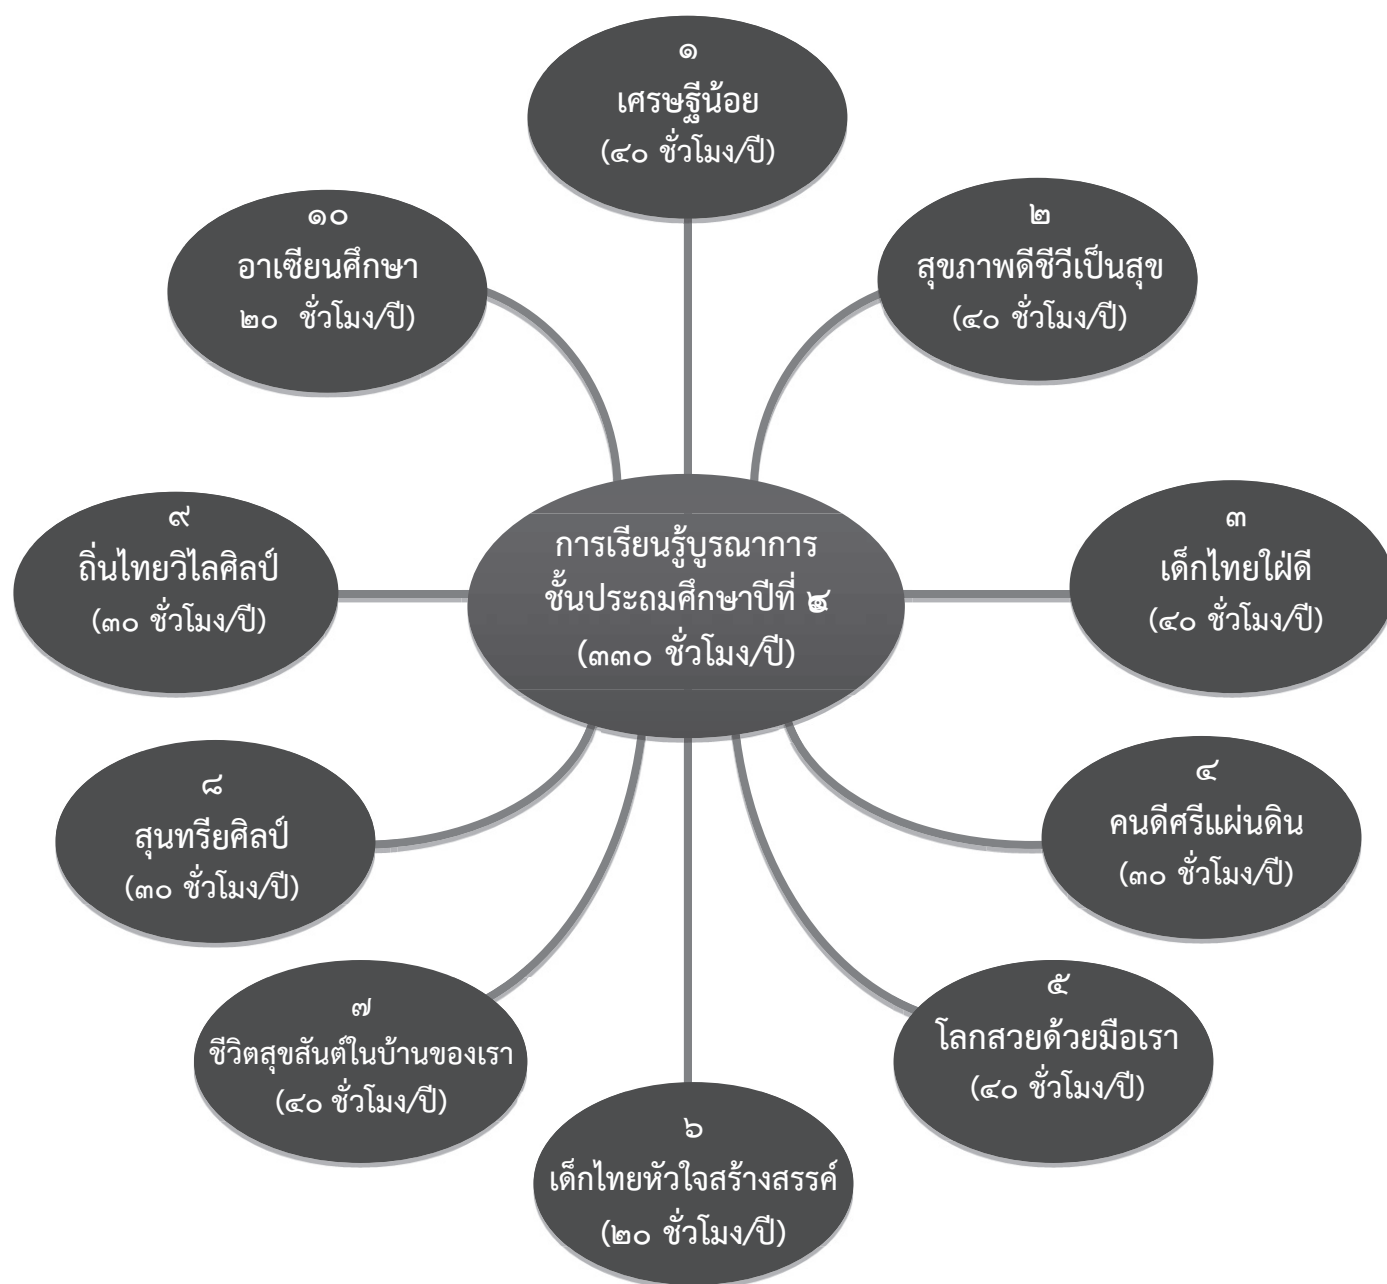 การเรียนรู้บูรณาการ
ชั้นประถมศึกษาปีที่
(๓๓๐ ชั่วโมง/ปี)
๑
เศรษฐีน้อย
(๔๐ ชั่วโมง/ปี)
๒
สุขภาพดีชีวีเป็นสุข
(๔๐ ชั่วโมง/ปี)
๓
เด็กไทยใฝ่ดี
(๔๐ ชั่วโมง/ปี)
๔
คนดีศรีแผ่นดิน
(๓๐ ชั่วโมง/ปี)
๕
โลกสวยด้วยมือเรา
(๔๐ ชั่วโมง/ปี)
๖
เด็กไทยหัวใจสร้างสรรค์
(๒๐ ชั่วโมง/ปี)
๗
ชีวิตสุขสันต์ในบ้านของเรา
(๔๐ ชั่วโมง/ปี)
๘
สุนทรียศิลป์
(๓๐ ชั่วโมง/ปี)
๙
ถิ่นไทยวิไลศิลป์
(๓๐ ชั่วโมง/ปี)
๑๐
อาเซียนศึกษา
๒๐ ชั่วโมง/ปี)